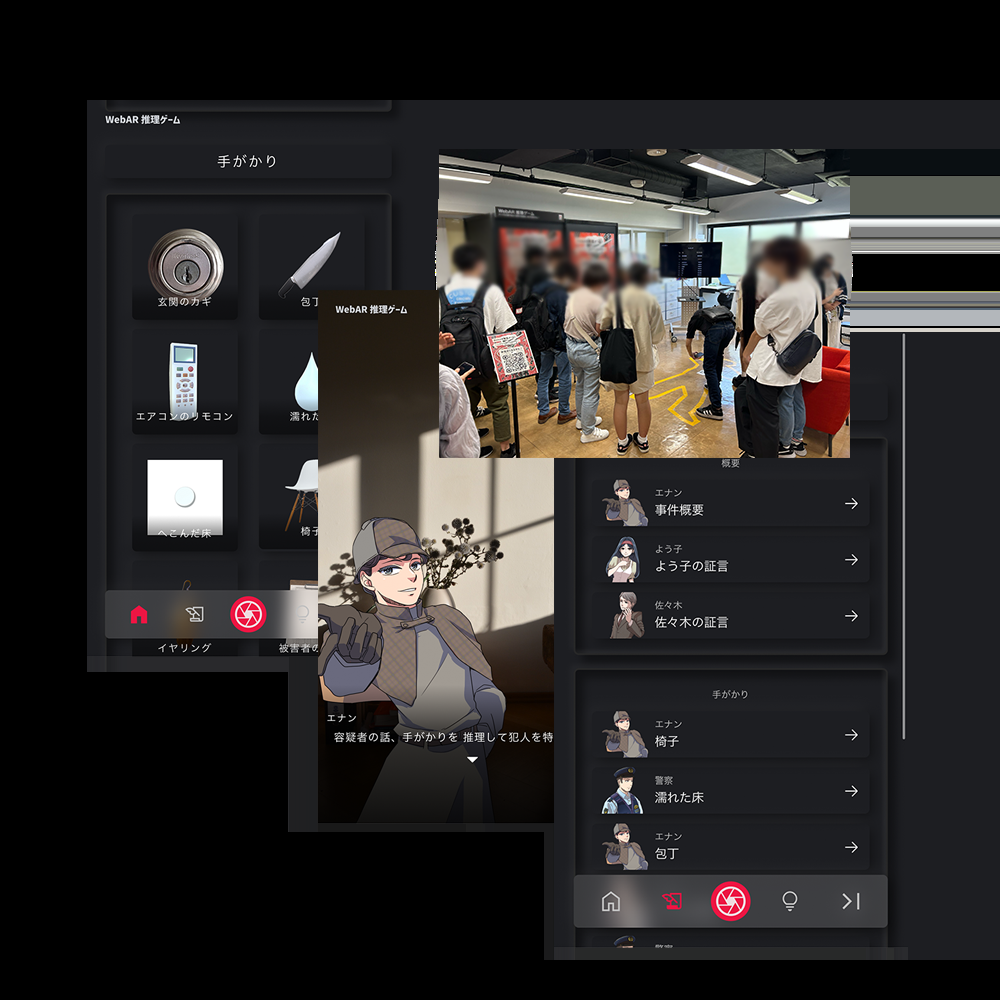 WebAR 推理ゲーム
手がかり
玄関のカギ
包丁
エアコンのリモコン
濡れた
へこんだ床
椅子
イヤリング
被害者の
WebAR 推理ゲーム
エナン
容疑者の話、手がかりを 推理して犯人を特
概要
エナン
事件概要
よう子
よう子の証言
佐々木
佐々木の証言
手がかり
エナン
椅子
警察
濡れた床
エナン
包丁